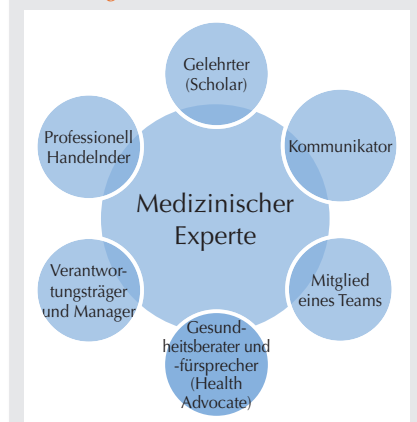 Gelehrter
(Scholar)
Kommunikator
Mitglied
eines Teams
Gesund-
heitsberater und
-fürsprecher
(Health
Advocate)
Verantwor-
tungsträger
und Manager
Professionell
Handelnder
Medizinischer
Experte